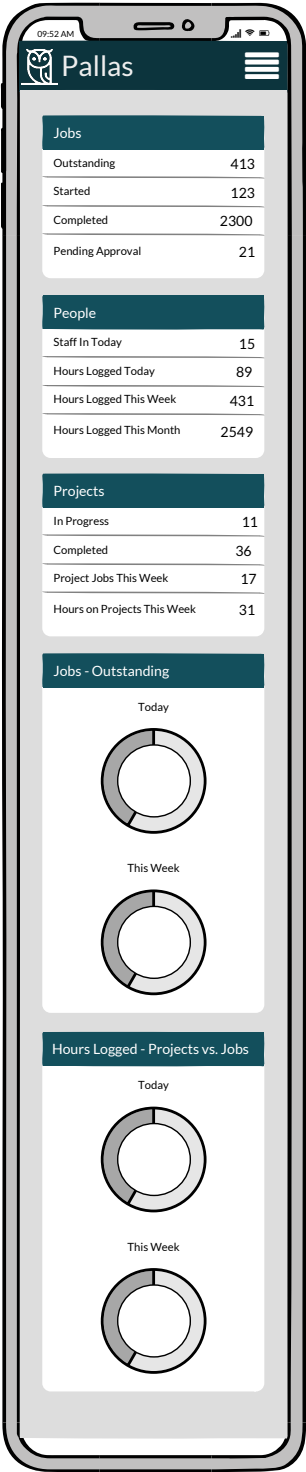 09:52 AM
Pallas
Jobs
Outstanding 413
Started 123
Completed 2300
Pending Approval 21
People
Staff In Today 15
Hours Logged Today 89
Hours Logged This Week 431
Hours Logged This Month 2549
Projects
In Progress 11
Completed 36
Project Jobs This Week 17
Hours on Projects This Week 31
Jobs - Outstanding
Today
This Week
Hours Logged - Projects vs. Jobs
Today
This Week